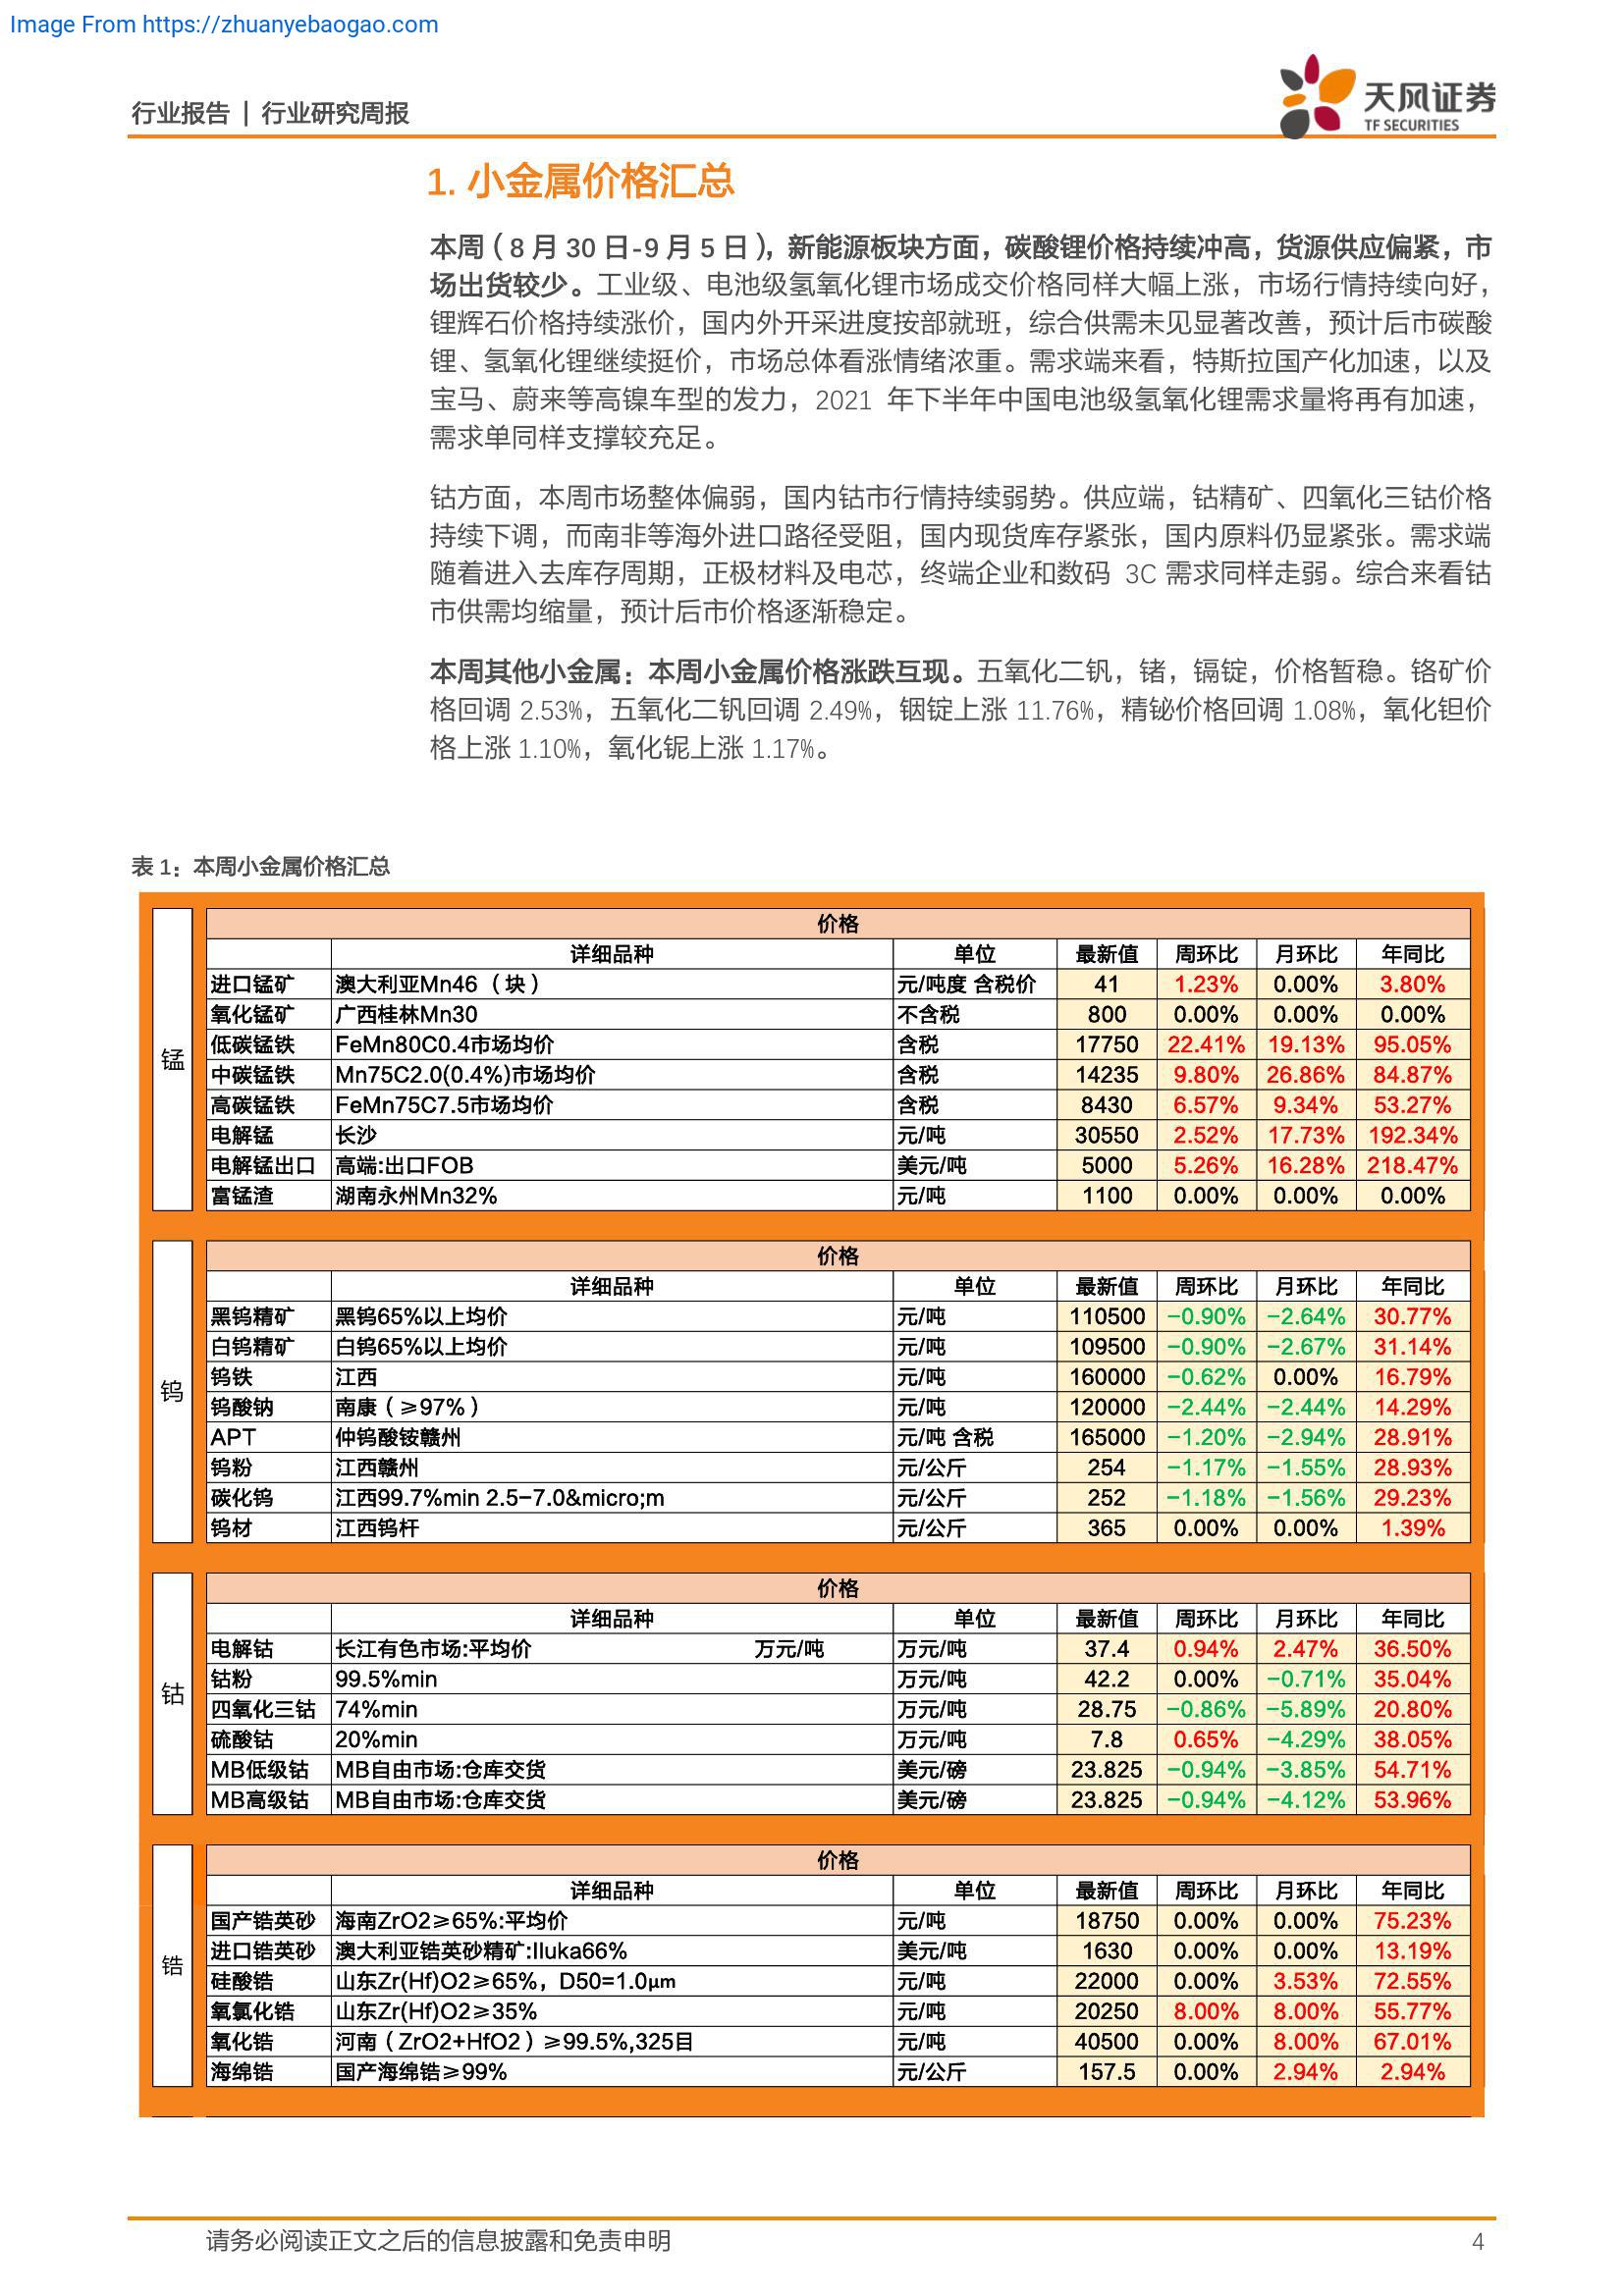 Image From https://zhuanyebaogao.com
行业报告 | 行业研究周报
天风证券
TF SECURITIES
1. 小金属价格汇总
本周（8 月 30 日-9 月 5 日），新能源板块方面，碳酸锂价格持续冲高，货源供应偏紧，市
场出货较少。工业级、电池级氢氧化锂市场成交价格同样大幅上涨，市场行情持续向好，
锂辉石价格持续涨价，国内外开采进度按部就班，综合供需未见显著改善，预计后市碳酸
锂、氢氧化锂继续挺价，市场总体看涨情绪浓重。需求端来看，特斯拉国产化加速，以及
宝马、蔚来等高镍车型的发力，2021 年下半年中国电池级氢氧化锂需求量将再有加速，
需求单同样支撑较充足。
钴方面，本周市场整体偏弱，国内钴市行情持续弱势。供应端，钴精矿、四氧化三钴价格
持续下调，而南非等海外进口路径受阻，国内现货库存紧张，国内原料仍显紧张。需求端
随着进入去库存周期，正极材料及电芯，终端企业和数码 3C 需求同样走弱。综合来看钴
市供需均缩量，预计后市价格逐渐稳定。
本周其他小金属：本周小金属价格涨跌互现。五氧化二钒，锗，镉锭，价格暂稳。铬矿价
格回调 2.53%，五氧化二钒回调 2.49%，铟锭上涨 11.76%，精铋价格回调 1.08%，氧化钽价
格上涨 1.10%，氧化铌上涨 1.17%。
表 1：本周小金属价格汇总
锰
价格
详细品种 单位 最新值 周环比 月环比 年同比
进口锰矿 澳大利亚Mn46（块） 元/吨度 含税价 41 1.23% 0.00% 3.80%
氧化锰矿 广西桂林Mn30 不含税 800 0.00% 0.00% 0.00%
低碳锰铁 FeMn80C0.4市场均价 含税 17750 22.41% 19.13% 95.05%
中碳锰铁 Mn75C2.0(0.4%)市场均价 含税 14235 9.80% 26.86% 84.87%
高碳锰铁 FeMn75C7.5市场均价 含税 8430 6.57% 9.34% 53.27%
电解锰 长沙 元/吨 30550 2.52% 17.73% 192.34%
电解锰出口 高端:出口FOB 美元/吨 5000 5.26% 16.28% 218.47%
富锰渣 湖南永州Mn32% 元/吨 1100 0.00% 0.00% 0.00%
钨
价格
详细品种 单位 最新值 周环比 月环比 年同比
黑钨精矿 黑钨65%以上均价 元/吨 110500 −0.90% −2.64% 30.77%
白钨精矿 白钨65%以上均价 元/吨 109500 −0.90% −2.67% 31.14%
钨铁 江西 元/吨 160000 −0.62% 0.00% 16.79%
钨酸钠 南康（≥97%） 元/吨 120000 −2.44% −2.44% 14.29%
APT 仲钨酸铵赣州 元/吨 含税 165000 −1.20% −2.94% 28.91%
钨粉 江西赣州 元/公斤 254 −1.17% −1.55% 28.93%
碳化钨 江西99.7%min 2.5−7.0&micro;m 元/公斤 252 −1.18% −1.56% 29.23%
钨材 江西钨杆 元/公斤 365 0.00% 0.00% 1.39%
钴
价格
详细品种 单位 最新值 周环比 月环比 年同比
电解钴 长江有色市场:平均价 万元/吨 万元/吨 37.4 0.94% 2.47% 36.50%
钴粉 99.5%min 万元/吨 42.2 0.00% −0.71% 35.04%
四氧化三钴 74%min 万元/吨 28.75 −0.86% −5.89% 20.80%
硫酸钴 20%min 万元/吨 7.8 0.65% −4.29% 38.05%
MB低级钴 MB自由市场:仓库交货 美元/磅 23.825 −0.94% −3.85% 54.71%
MB高级钴 MB自由市场:仓库交货 美元/磅 23.825 −0.94% −4.12% 53.96%
锆
价格
详细品种 单位 最新值 周环比 月环比 年同比
国产锆英砂 海南ZrO2≥65%:平均价 元/吨 18750 0.00% 0.00% 75.23%
进口锆英砂 澳大利亚锆英砂精矿:Iluka66% 美元/吨 1630 0.00% 0.00% 13.19%
硅酸锆 山东Zr(Hf)O2≥65%，D50=1.0μm 元/吨 22000 0.00% 3.53% 72.55%
氧氯化锆 山东Zr(Hf)O2≥35% 元/吨 20250 8.00% 8.00% 55.77%
氧化锆 河南（ZrO2+HfO2）≥99.5%,325目 元/吨 40500 0.00% 8.00% 67.01%
海绵锆 国产海绵锆≥99% 元/公斤 157.5 0.00% 2.94% 2.94%
请务必阅读正文之后的信息披露和免责申明 4